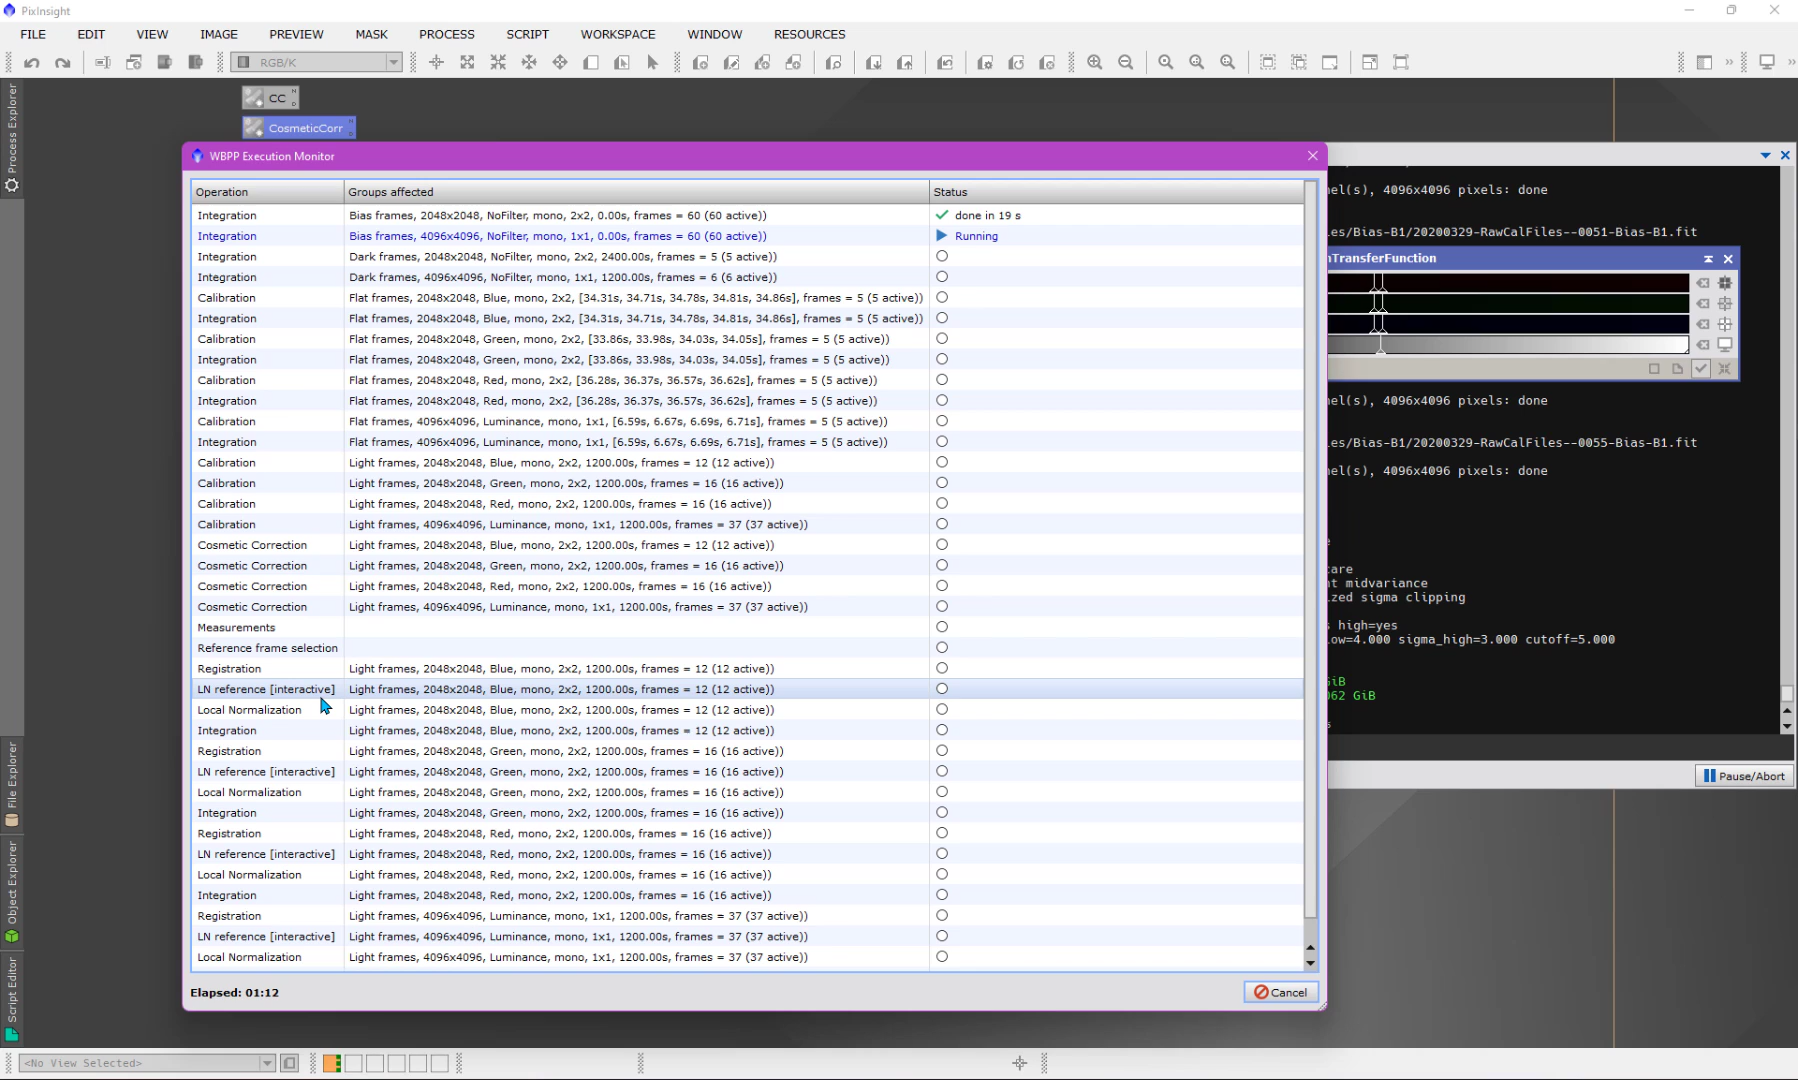 PixInsight
FILE EDIT VIEW IMAGE PREVIEW MASK PROCESS SCRIPT WORKSPACE WINDOW RESOURCES
RGB/K
Process Explorer
CC N D
CosmeticCorr N D
WBPP Execution Monitor
Operation Groups affected Status
Integration Bias frames, 2048x2048, NoFilter, mono, 2x2, 0.00s, frames = 60 (60 active)) done in 19 s
Integration Bias frames, 4096x4096, NoFilter, mono, 1x1, 0.00s, frames = 60 (60 active)) Running
Integration Dark frames, 2048x2048, NoFilter, mono, 2x2, 2400.00s, frames = 5 (5 active))
Integration Dark frames, 4096x4096, NoFilter, mono, 1x1, 1200.00s, frames = 6 (6 active))
Calibration Flat frames, 2048x2048, Blue, mono, 2x2, [34.31s, 34.71s, 34.78s, 34.81s, 34.86s], frames = 5 (5 active))
Integration Flat frames, 2048x2048, Blue, mono, 2x2, [34.31s, 34.71s, 34.78s, 34.81s, 34.86s], frames = 5 (5 active))
Calibration Flat frames, 2048x2048, Green, mono, 2x2, [33.86s, 33.98s, 34.03s, 34.05s], frames = 5 (5 active))
Integration Flat frames, 2048x2048, Green, mono, 2x2, [33.86s, 33.98s, 34.03s, 34.05s], frames = 5 (5 active))
Calibration Flat frames, 2048x2048, Red, mono, 2x2, [36.28s, 36.37s, 36.57s, 36.62s], frames = 5 (5 active))
Integration Flat frames, 2048x2048, Red, mono, 2x2, [36.28s, 36.37s, 36.57s, 36.62s], frames = 5 (5 active))
Calibration Flat frames, 4096x4096, Luminance, mono, 1x1, [6.59s, 6.67s, 6.69s, 6.71s], frames = 5 (5 active))
Integration Flat frames, 4096x4096, Luminance, mono, 1x1, [6.59s, 6.67s, 6.69s, 6.71s], frames = 5 (5 active))
Calibration Light frames, 2048x2048, Blue, mono, 2x2, 1200.00s, frames = 12 (12 active))
Calibration Light frames, 2048x2048, Green, mono, 2x2, 1200.00s, frames = 16 (16 active))
Calibration Light frames, 2048x2048, Red, mono, 2x2, 1200.00s, frames = 16 (16 active))
Calibration Light frames, 4096x4096, Luminance, mono, 1x1, 1200.00s, frames = 37 (37 active))
Cosmetic Correction Light frames, 2048x2048, Blue, mono, 2x2, 1200.00s, frames = 12 (12 active))
Cosmetic Correction Light frames, 2048x2048, Green, mono, 2x2, 1200.00s, frames = 16 (16 active))
Cosmetic Correction Light frames, 2048x2048, Red, mono, 2x2, 1200.00s, frames = 16 (16 active))
Cosmetic Correction Light frames, 4096x4096, Luminance, mono, 1x1, 1200.00s, frames = 37 (37 active))
Measurements
Reference frame selection
Registration Light frames, 2048x2048, Blue, mono, 2x2, 1200.00s, frames = 12 (12 active))
LN reference [interactive] Light frames, 2048x2048, Blue, mono, 2x2, 1200.00s, frames = 12 (12 active))
Local Normalization Light frames, 2048x2048, Blue, mono, 2x2, 1200.00s, frames = 12 (12 active))
Integration Light frames, 2048x2048, Blue, mono, 2x2, 1200.00s, frames = 12 (12 active))
Registration Light frames, 2048x2048, Green, mono, 2x2, 1200.00s, frames = 16 (16 active))
LN reference [interactive] Light frames, 2048x2048, Green, mono, 2x2, 1200.00s, frames = 16 (16 active))
Local Normalization Light frames, 2048x2048, Green, mono, 2x2, 1200.00s, frames = 16 (16 active))
Integration Light frames, 2048x2048, Green, mono, 2x2, 1200.00s, frames = 16 (16 active))
Registration Light frames, 2048x2048, Red, mono, 2x2, 1200.00s, frames = 16 (16 active))
LN reference [interactive] Light frames, 2048x2048, Red, mono, 2x2, 1200.00s, frames = 16 (16 active))
Local Normalization Light frames, 2048x2048, Red, mono, 2x2, 1200.00s, frames = 16 (16 active))
Integration Light frames, 2048x2048, Red, mono, 2x2, 1200.00s, frames = 16 (16 active))
Registration Light frames, 4096x4096, Luminance, mono, 1x1, 1200.00s, frames = 37 (37 active))
LN reference [interactive] Light frames, 4096x4096, Luminance, mono, 1x1, 1200.00s, frames = 37 (37 active))
Local Normalization Light frames, 4096x4096, Luminance, mono, 1x1, 1200.00s, frames = 37 (37 active))
Elapsed: 01:12
Cancel
el(s), 4096x4096 pixels: done
es/Bias-B1/20200329-RawCalFiles--0051-Bias-B1.fit
nTransferFunction
el(s), 4096x4096 pixels: done
es/Bias-B1/20200329-RawCalFiles--0055-Bias-B1.fit
el(s), 4096x4096 pixels: done
e
are
t midvariance
ized sigma clipping
s high=yes
ow=4.000 sigma_high=3.000 cutoff=5.000
iB
62 GiB
s
Pause/Abort
File Explorer
Object Explorer
Script Editor
<No View Selected>